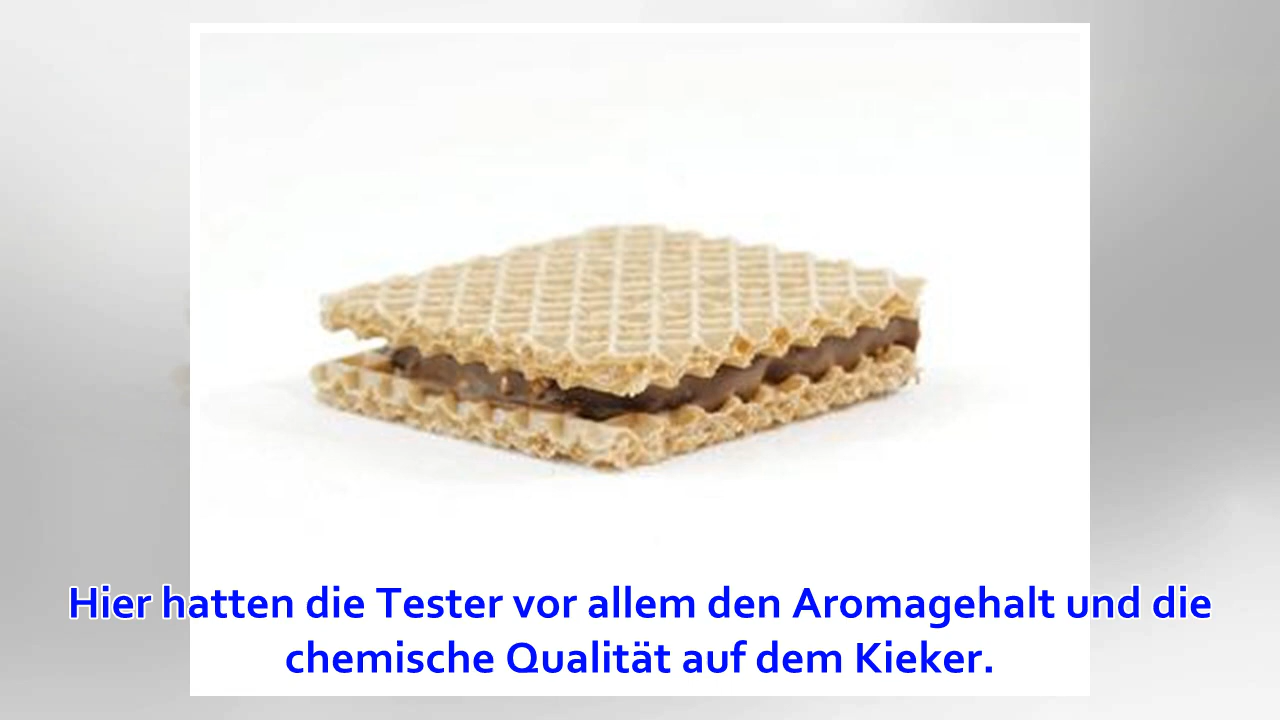 Hier hatten die Tester vor allem den Aromagehalt und die
chemische Qualität auf dem Kieker.